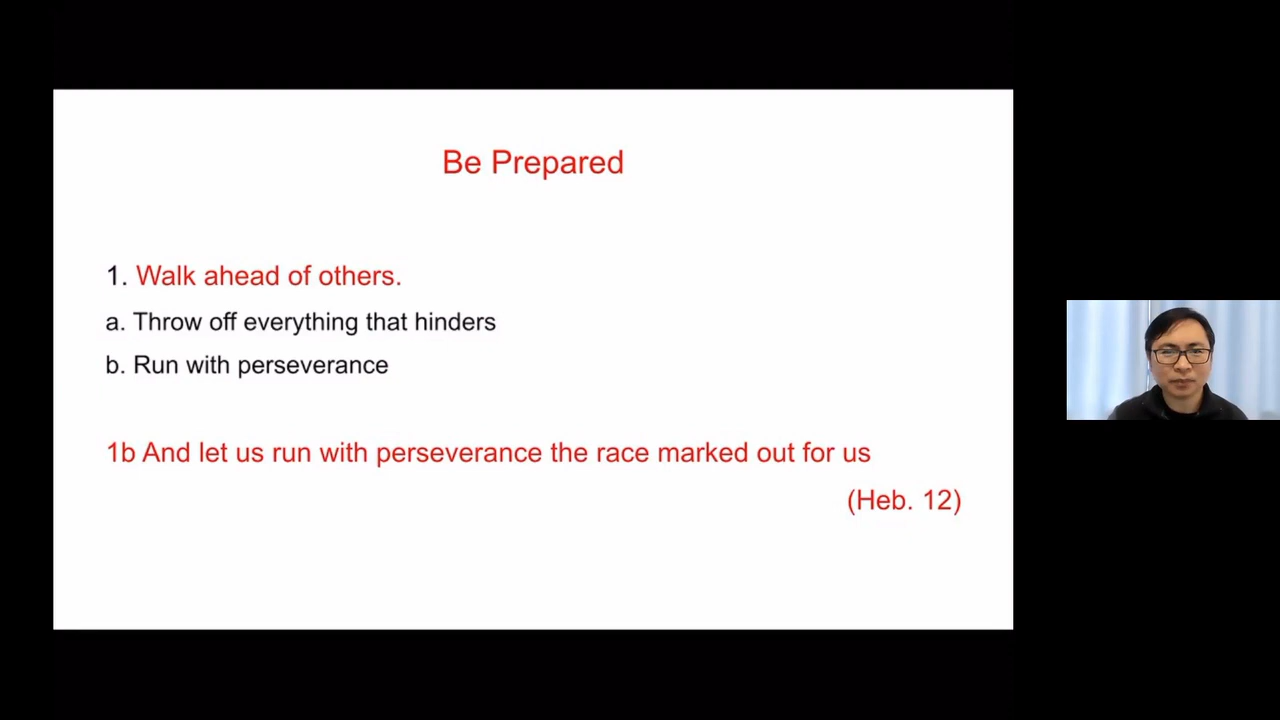 Be Prepared
1. Walk ahead of others.
a. Throw off everything that hinders
b. Run with perseverance
1b And let us run with perseverance the race marked out for us
(Heb. 12)